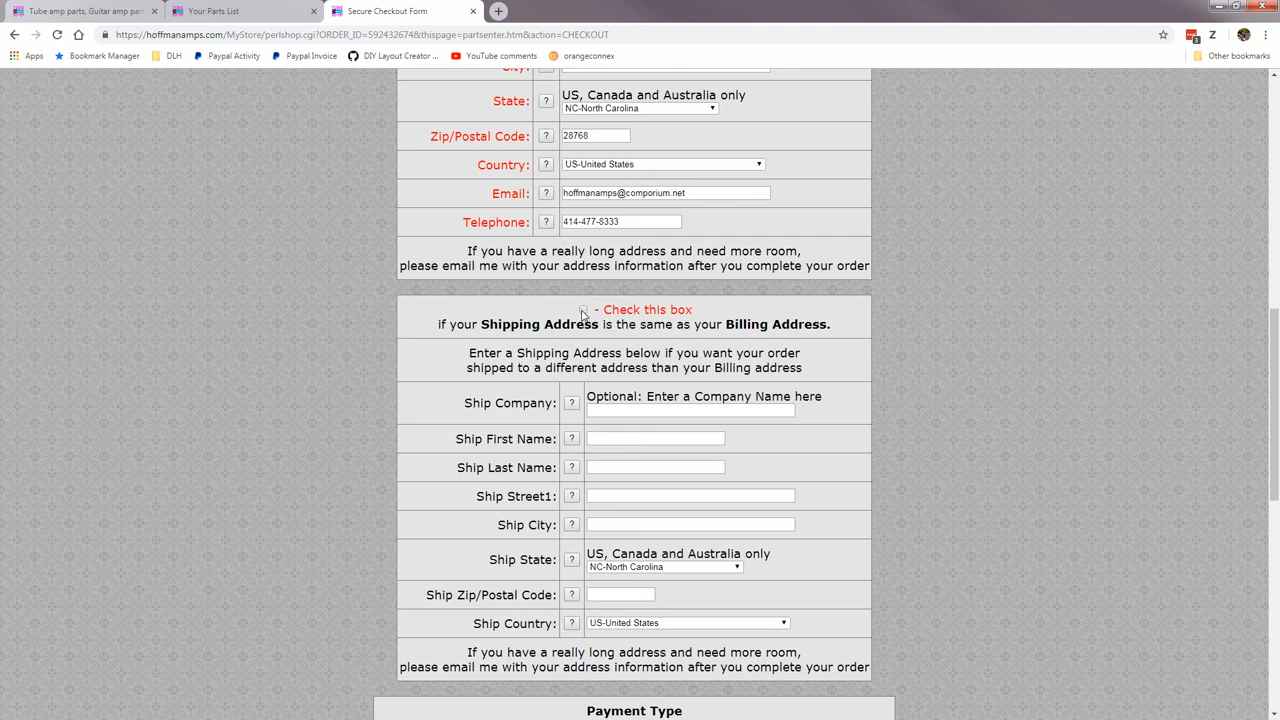 Tube amp parts, Guitar amp part
Your Parts List
Secure Checkout Form
https://hoffmanamps.com/MyStore/perlshop.cgi?ORDER_ID=592432674&thispage=partsenter.htm&action=CHECKOUT
Apps
Bookmark Manager
DLH
Paypal Activity
Paypal Invoice
DIY Layout Creator ...
YouTube comments
orangeconnex
Other bookmarks
City:
State: ? US, Canada and Australia only
NC-North Carolina
Zip/Postal Code: ? 28768
Country: ? US-United States
Email: ? hoffmanamps@comporium.net
Telephone: ? 414-477-8333
If you have a really long address and need more room,
please email me with your address information after you complete your order
- Check this box
if your Shipping Address is the same as your Billing Address.
Enter a Shipping Address below if you want your order
shipped to a different address than your Billing address
Ship Company: ? Optional: Enter a Company Name here
Ship First Name: ?
Ship Last Name: ?
Ship Street1: ?
Ship City: ?
Ship State: ? US, Canada and Australia only
NC-North Carolina
Ship Zip/Postal Code: ?
Ship Country: ? US-United States
If you have a really long address and need more room,
please email me with your address information after you complete your order
Payment Type